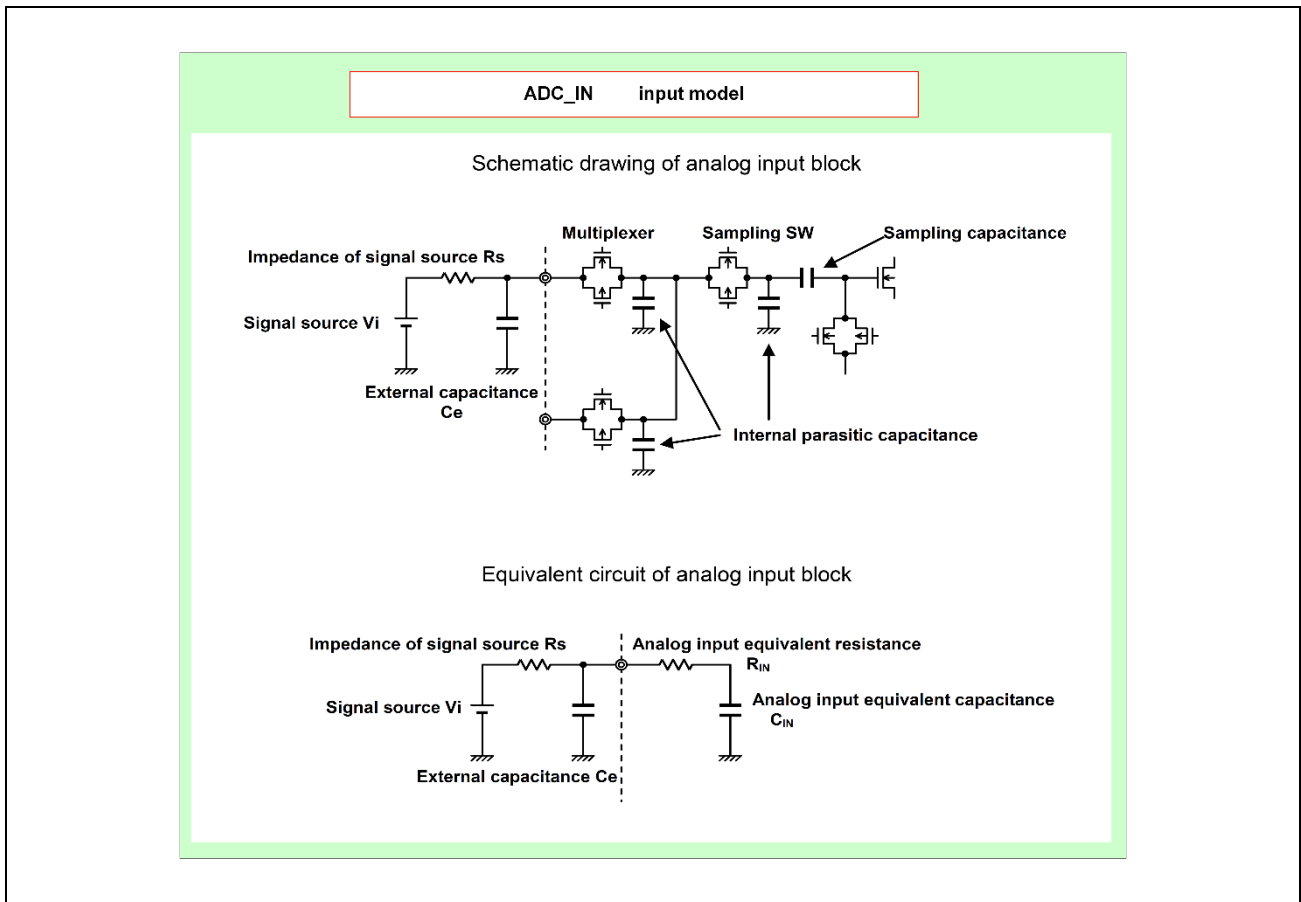 ADC_IN input model
Schematic drawing of analog input block
Multiplexer
Sampling SW
Sampling capacitance
Impedance of signal source Rs
Signal source Vi
External capacitance
Ce
Internal parasitic capacitance
Equivalent circuit of analog input block
Impedance of signal source Rs
Analog input equivalent resistance
RIN
Signal source Vi
Analog input equivalent capacitance
CIN
External capacitance Ce